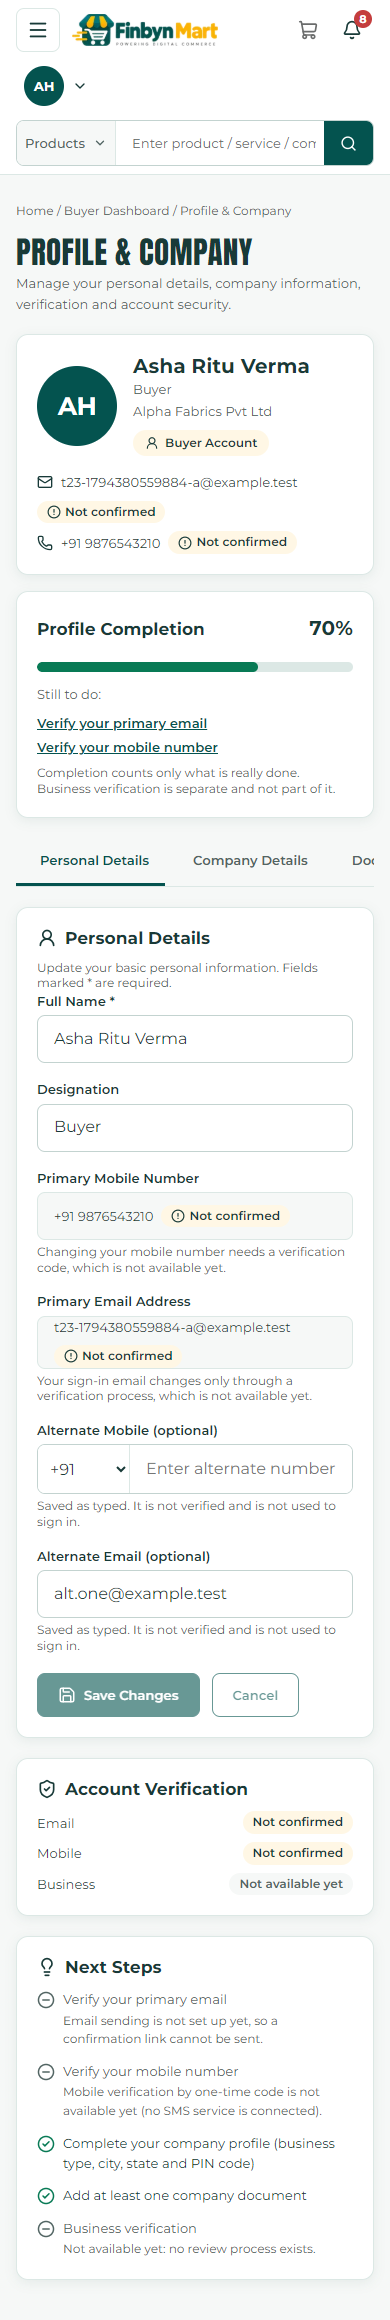 FinbynMart
POWERING DIGITAL COMMERCE
8
AH
Products
Enter product / service / com
Home / Buyer Dashboard / Profile & Company
PROFILE & COMPANY
Manage your personal details, company information,
verification and account security.
AH
Asha Ritu Verma
Buyer
Alpha Fabrics Pvt Ltd
Buyer Account
t23-1794380559884-a@example.test
Not confirmed
+91 9876543210 Not confirmed
Profile Completion 70%
Still to do:
Verify your primary email
Verify your mobile number
Completion counts only what is really done.
Business verification is separate and not part of it.
Personal Details Company Details Doc
Personal Details
Update your basic personal information. Fields
marked * are required.
Full Name *
Asha Ritu Verma
Designation
Buyer
Primary Mobile Number
+91 9876543210 Not confirmed
Changing your mobile number needs a verification
code, which is not available yet.
Primary Email Address
t23-1794380559884-a@example.test
Not confirmed
Your sign-in email changes only through a
verification process, which is not available yet.
Alternate Mobile (optional)
+91 Enter alternate number
Saved as typed. It is not verified and is not used to
sign in.
Alternate Email (optional)
alt.one@example.test
Saved as typed. It is not verified and is not used to
sign in.
Save Changes Cancel
Account Verification
Email Not confirmed
Mobile Not confirmed
Business Not available yet
Next Steps
Verify your primary email
Email sending is not set up yet, so a
confirmation link cannot be sent.
Verify your mobile number
Mobile verification by one-time code is not
available yet (no SMS service is connected).
Complete your company profile (business
type, city, state and PIN code)
Add at least one company document
Business verification
Not available yet: no review process exists.